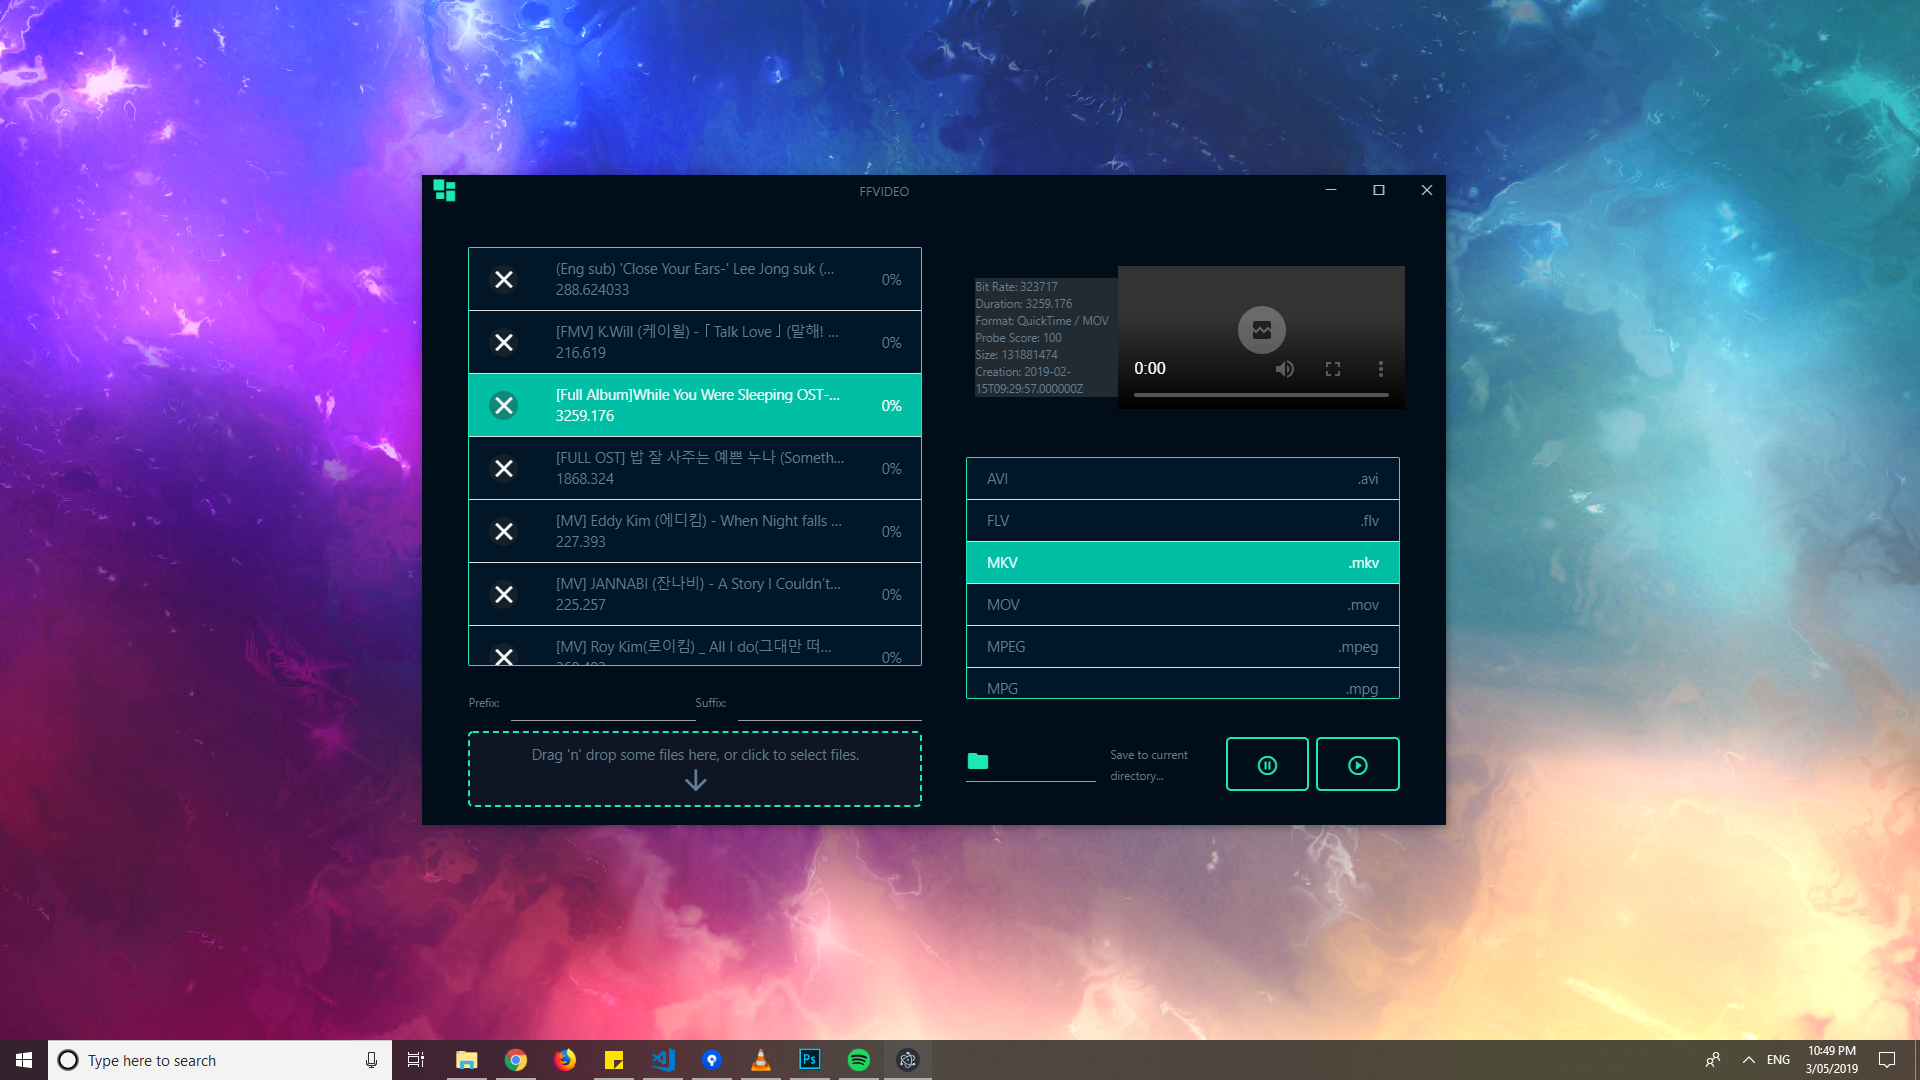 FFVIDEO
(Eng sub) 'Close Your Ears-' Lee Jong suk (...
288.624033
0%
[FMV] K.Will (케이윌) - ｢ Talk Love ｣ (말해! ...
216.619
0%
[Full Album]While You Were Sleeping OST-...
3259.176
0%
[FULL OST] 밥 잘 사주는 예쁜 누나 (Someth...
1868.324
0%
[MV] Eddy Kim (에디킴) - When Night falls ...
227.393
0%
[MV] JANNABI (잔나비) - A Story I Couldn't...
225.257
0%
[MV] Roy Kim(로이킴) _ All I do(그대만 떠...
0%
Prefix:
Suffix:
Drag 'n' drop some files here, or click to select files.
Bit Rate: 323717
Duration: 3259.176
Format: QuickTime / MOV
Probe Score: 100
Size: 131881474
Creation: 2019-02-
15T09:29:57.000000Z
0:00
AVI .avi
FLV .flv
MKV .mkv
MOV .mov
MPEG .mpeg
MPG .mpg
Save to current
directory...
Type here to search
Ps
ENG
10:49 PM
3/05/2019